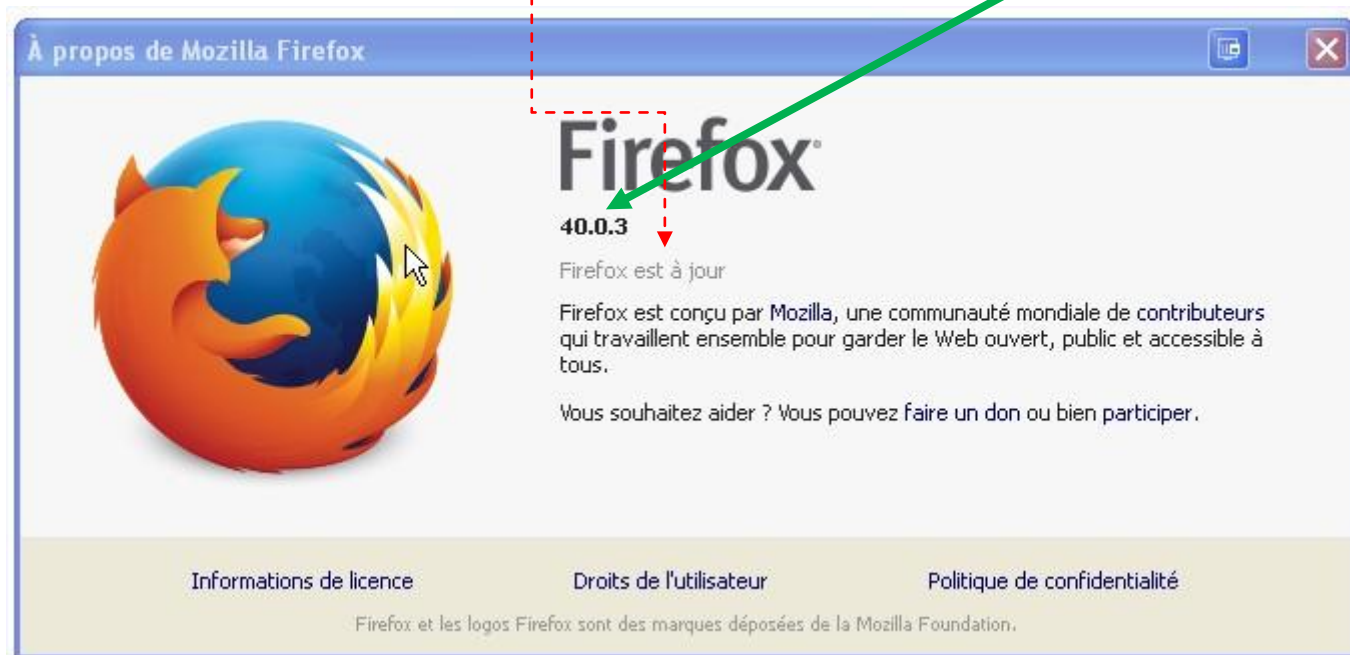 À propos de Mozilla Firefox
Firefox
40.0.3
Firefox est à jour
Firefox est conçu par Mozilla, une communauté mondiale de contributeurs
qui travaillent ensemble pour garder le Web ouvert, public et accessible à
tous.
Vous souhaitez aider ? Vous pouvez faire un don ou bien participer.
Informations de licence Droits de l'utilisateur Politique de confidentialité
Firefox et les logos Firefox sont des marques déposées de la Mozilla Foundation.